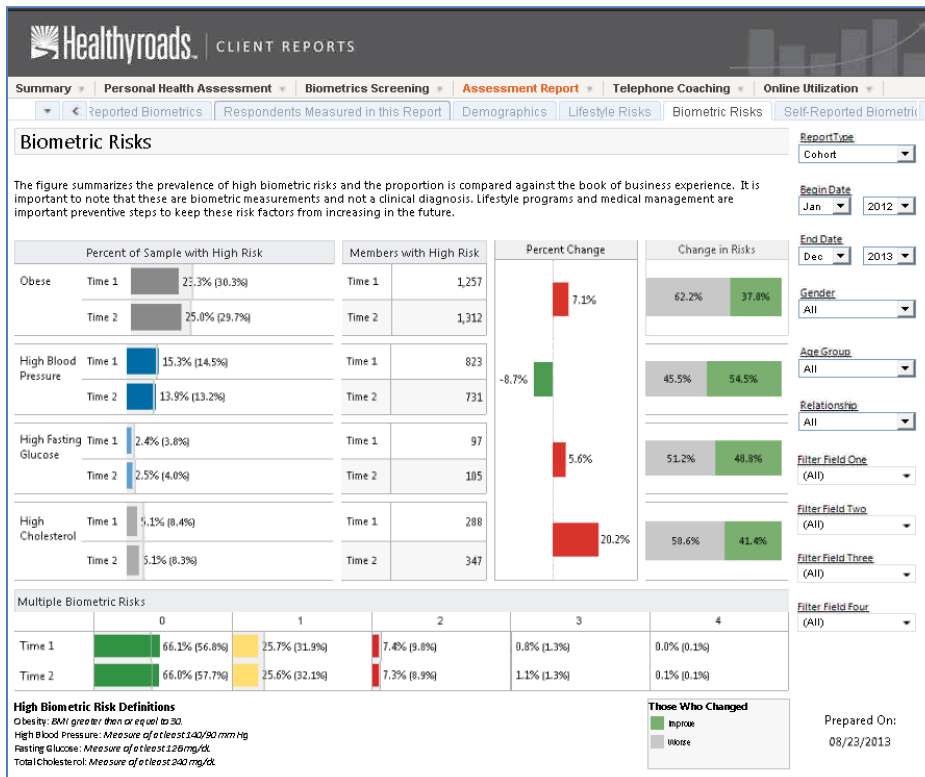 Healthyroads. CLIENT REPORTS
Summary Personal Health Assessment Biometrics Screening Assessment Report Telephone Coaching Online Utilization
Reported Biometrics Respondents Measured in this Report Demographics Lifestyle Risks Biometric Risks Self-Reported Biometric
Biometric Risks
The figure summarizes the prevalence of high biometric risks and the proportion is compared against the book of business experience. It is
important to note that these are biometric measurements and not a clinical diagnosis. Lifestyle programs and medical management are
important preventive steps to keep these risk factors from increasing in the future.
Percent of Sample with High Risk Members with High Risk Percent Change Change in Risks
Obese Time 1 23.3% (30.3%) Time 1 1,257 7.1% 62.2% 37.8%
Time 2 25.0% (29.7%) Time 2 1,312
High Blood Pressure Time 1 15.3% (14.5%) Time 1 823 -8.7% 45.5% 54.5%
Time 2 13.9% (13.2%) Time 2 731
High Fasting Glucose Time 1 2.4% (3.8%) Time 1 97 5.6% 51.2% 48.8%
Time 2 2.5% (4.0%) Time 2 105
High Cholesterol Time 1 5.1% (8.4%) Time 1 288 20.2% 58.6% 41.4%
Time 2 6.1% (8.3%) Time 2 347
Multiple Biometric Risks
0 1 2 3 4
Time 1 66.1% (56.8%) 25.7% (31.9%) 7.4% (9.8%) 0.8% (1.3%) 0.0% (0.1%)
Time 2 66.0% (57.7%) 25.6% (32.1%) 7.3% (8.9%) 1.1% (1.3%) 0.1% (0.1%)
High Biometric Risk Definitions
Obesity: BMI greater than or equal to 30.
High Blood Pressure: Measure of at least 140/90 mm Hg
Fasting Glucose: Measure of at least 126 mg/dL
Total Cholesterol: Measure of at least 240 mg/dL
Those Who Changed
Improve
Worse
ReportType
Cohort
Begin Date
Jan 2012
End Date
Dec 2013
Gender
All
Age Group
All
Relationship
All
Filter Field One
(All)
Filter Field Two
(All)
Filter Field Three
(All)
Filter Field Four
(All)
Prepared On:
08/23/2013